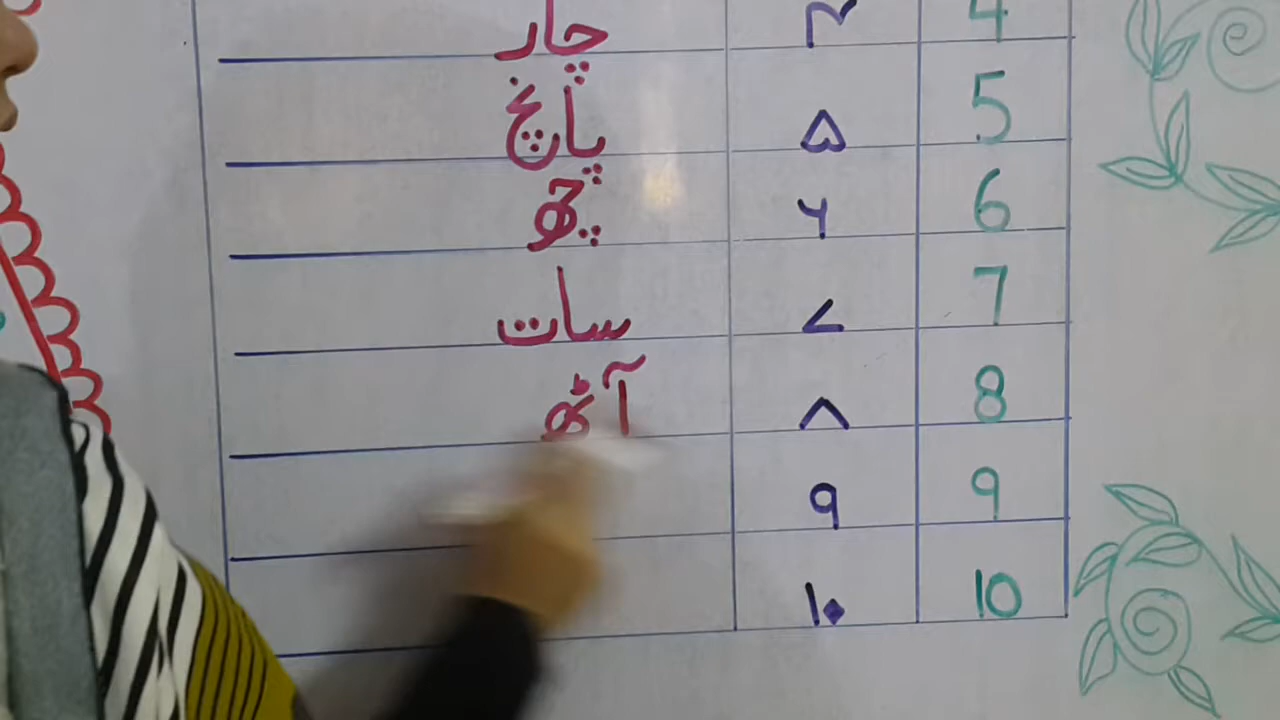 4 ۴ چار
5 ۵ پانچ
6 ۶ چھ
7 ۷ سات
8 ۸ آٹھ
9 ۹
10 ۱۰